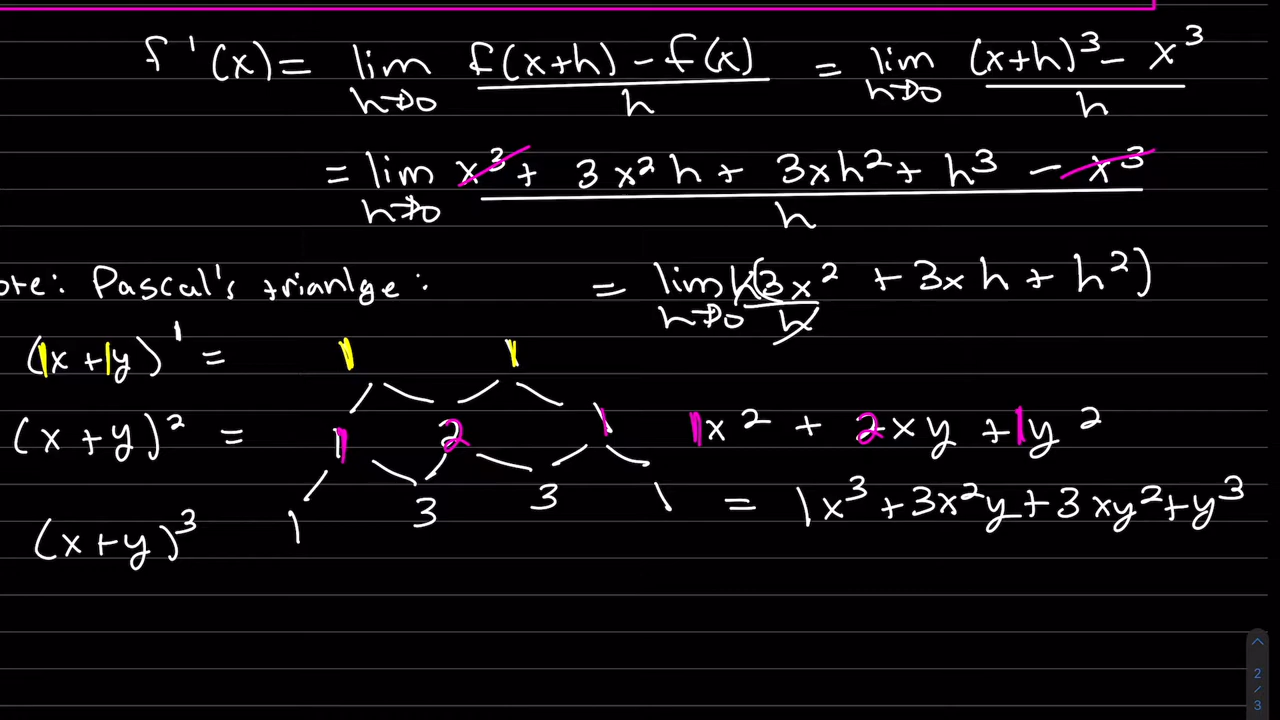 f'(x) = lim h→0 f(x+h) - f(x) / h = lim h→0 (x+h)³ - x³ / h
= lim h→0 x³ + 3x²h + 3xh² + h³ - x³ / h
ote: Pascal's trianlge: = lim h→0 h(3x² + 3xh + h²) / h
(1x + 1y)¹ = 1 1
(x + y)² = 1 2 1 1x² + 2xy + 1y²
(x+y)³ 1 3 3 1 = 1x³ + 3x²y + 3xy² + y³
2
/
3